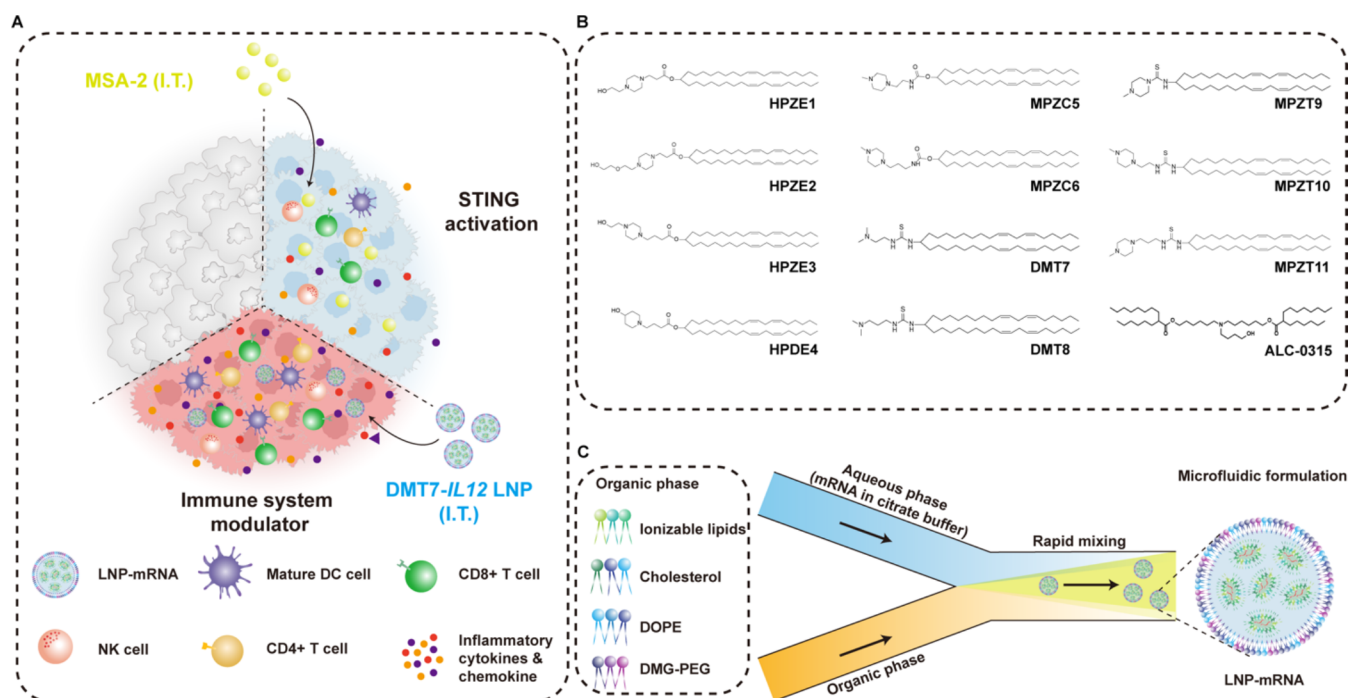 A
MSA-2 (I.T.)
STING
activation
Immune system
modulator
DMT7-IL12 LNP
(I.T.)
LNP-mRNA
Mature DC cell
CD8+ T cell
NK cell
CD4+ T cell
Inflammatory
cytokines &
chemokine
B
HPZE1
MPZC5
MPZT9
HPZE2
MPZC6
MPZT10
HPZE3
DMT7
MPZT11
HPDE4
DMT8
ALC-0315
C
Organic phase
Ionizable lipids
Cholesterol
DOPE
DMG-PEG
Aqueous phase
(mRNA in citrate buffer)
Organic phase
Rapid mixing
Microfluidic formulation
LNP-mRNA